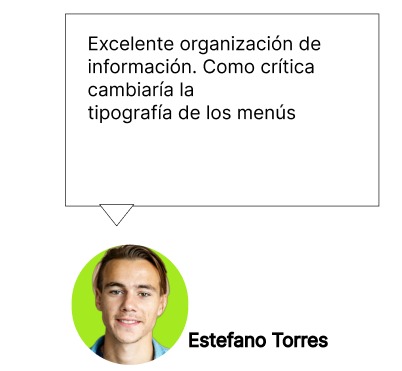 Excelente organización de
información. Como crítica
cambiaría la
tipografía de los menús
Estefano Torres